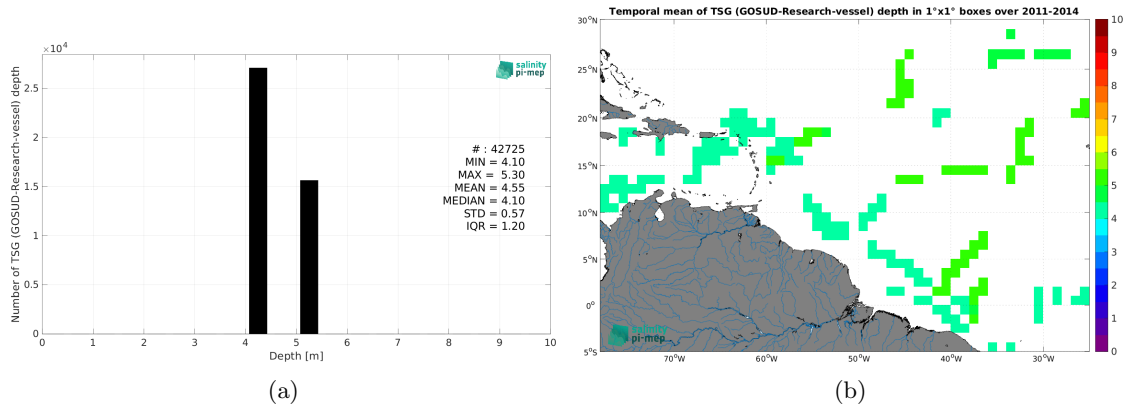 ×10⁴
Number of TSG (GOSUD-Research-vessel) depth
2.5
2
1.5
1
0.5
0
0 1 2 3 4 5 6 7 8 9 10
Depth [m]
salinity
pi-mep
# : 42725
MIN = 4.10
MAX = 5.30
MEAN = 4.55
MEDIAN = 4.10
STD = 0.57
IQR = 1.20
(a)
Temporal mean of TSG (GOSUD-Research-vessel) depth in 1°x1° boxes over 2011-2014
30°N
25°N
20°N
15°N
10°N
5°N
0°
5°S
70°W 60°W 50°W 40°W 30°W
salinity
pi-mep
10
9
8
7
6
5
4
3
2
1
0
(b)